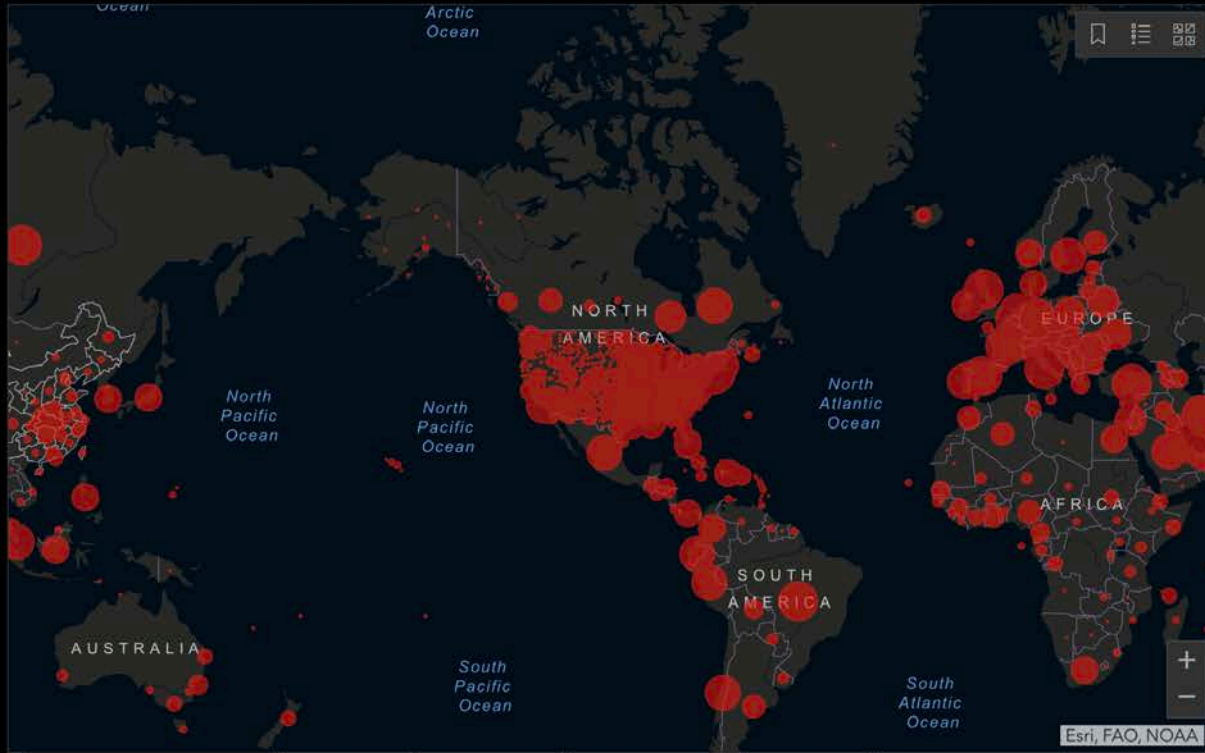 Ocean
Arctic
Ocean
NORTH
AMERICA
EUROPE
North
Pacific
Ocean
North
Pacific
Ocean
North
Atlantic
Ocean
AFRICA
SOUTH
AMERICA
AUSTRALIA
South
Pacific
Ocean
South
Atlantic
Ocean
+
−
Esri, FAO, NOAA